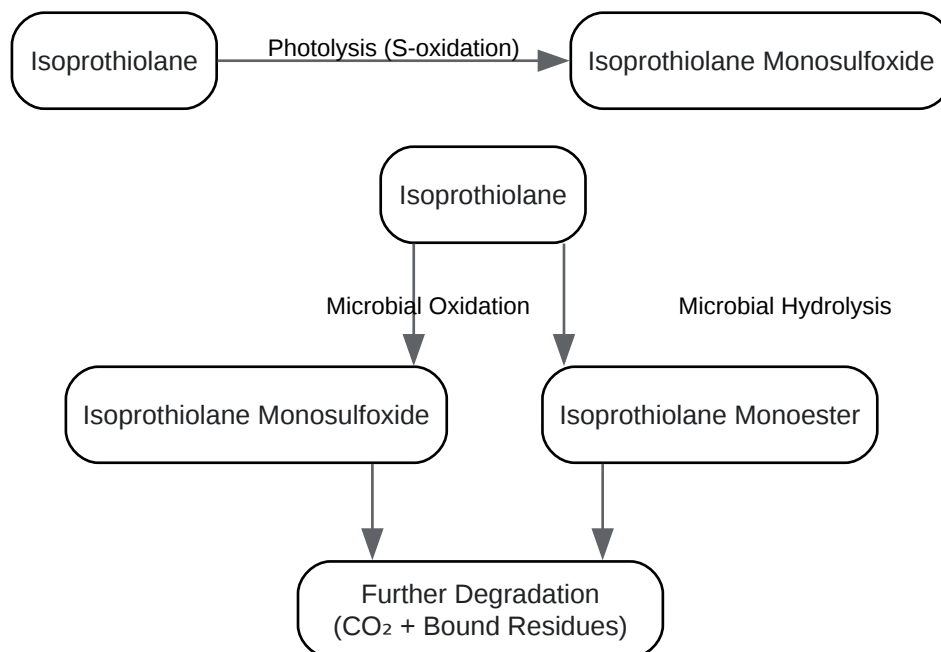 Isoprothiolane
Photolysis (S-oxidation)
Isoprothiolane Monosulfoxide
Isoprothiolane
Microbial Oxidation
Microbial Hydrolysis
Isoprothiolane Monosulfoxide
Isoprothiolane Monoester
Further Degradation
(CO₂ + Bound Residues)